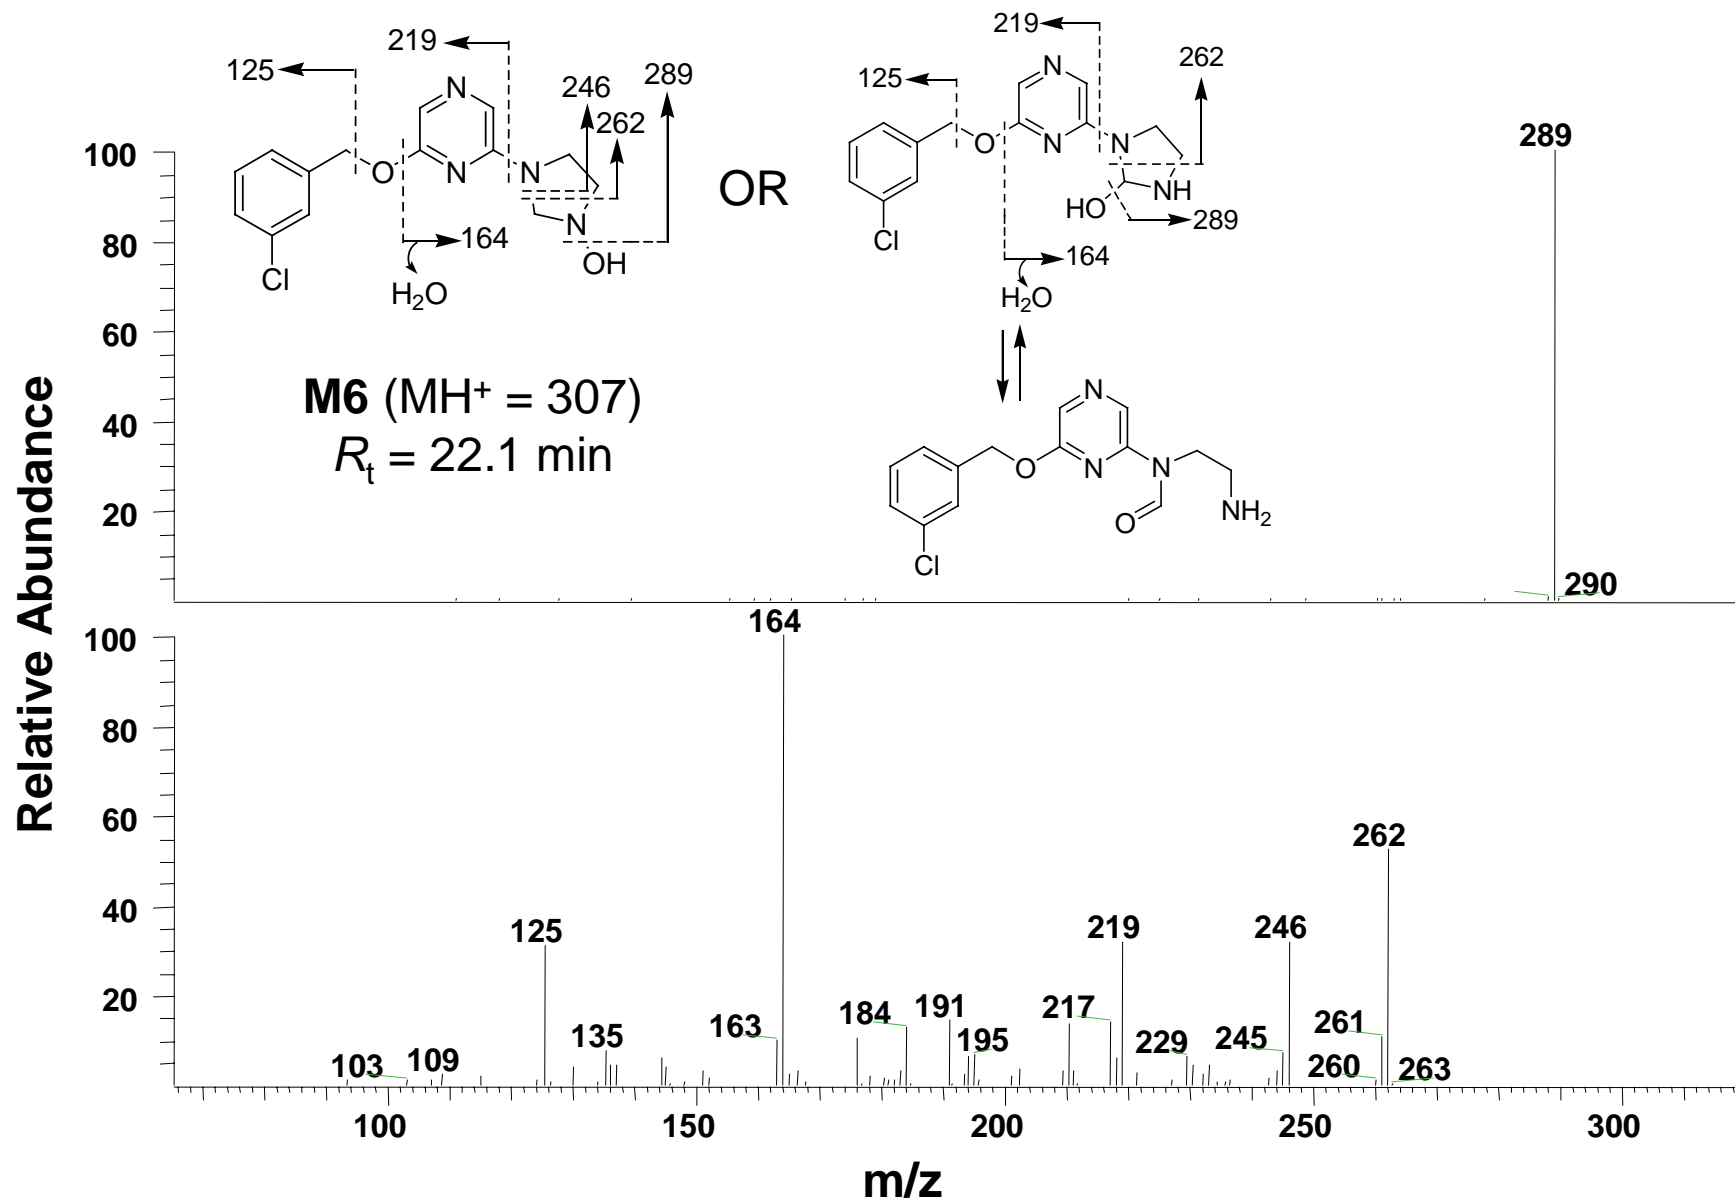 219
125
N
246
289
262
O
N
N
N
164
OH
Cl
H2O
OR
219
125
N
262
O
N
N
NH
HO
289
Cl
164
H2O
N
O
N
N
O
NH2
Cl
M6 (MH+ = 307)
Rt = 22.1 min
289
290
100
80
60
40
20
Relative Abundance
164
262
125
219
246
135
163
184
191
195
217
229
245
261
260
263
103
109
100
80
60
40
20
100
150
200
250
300
m/z